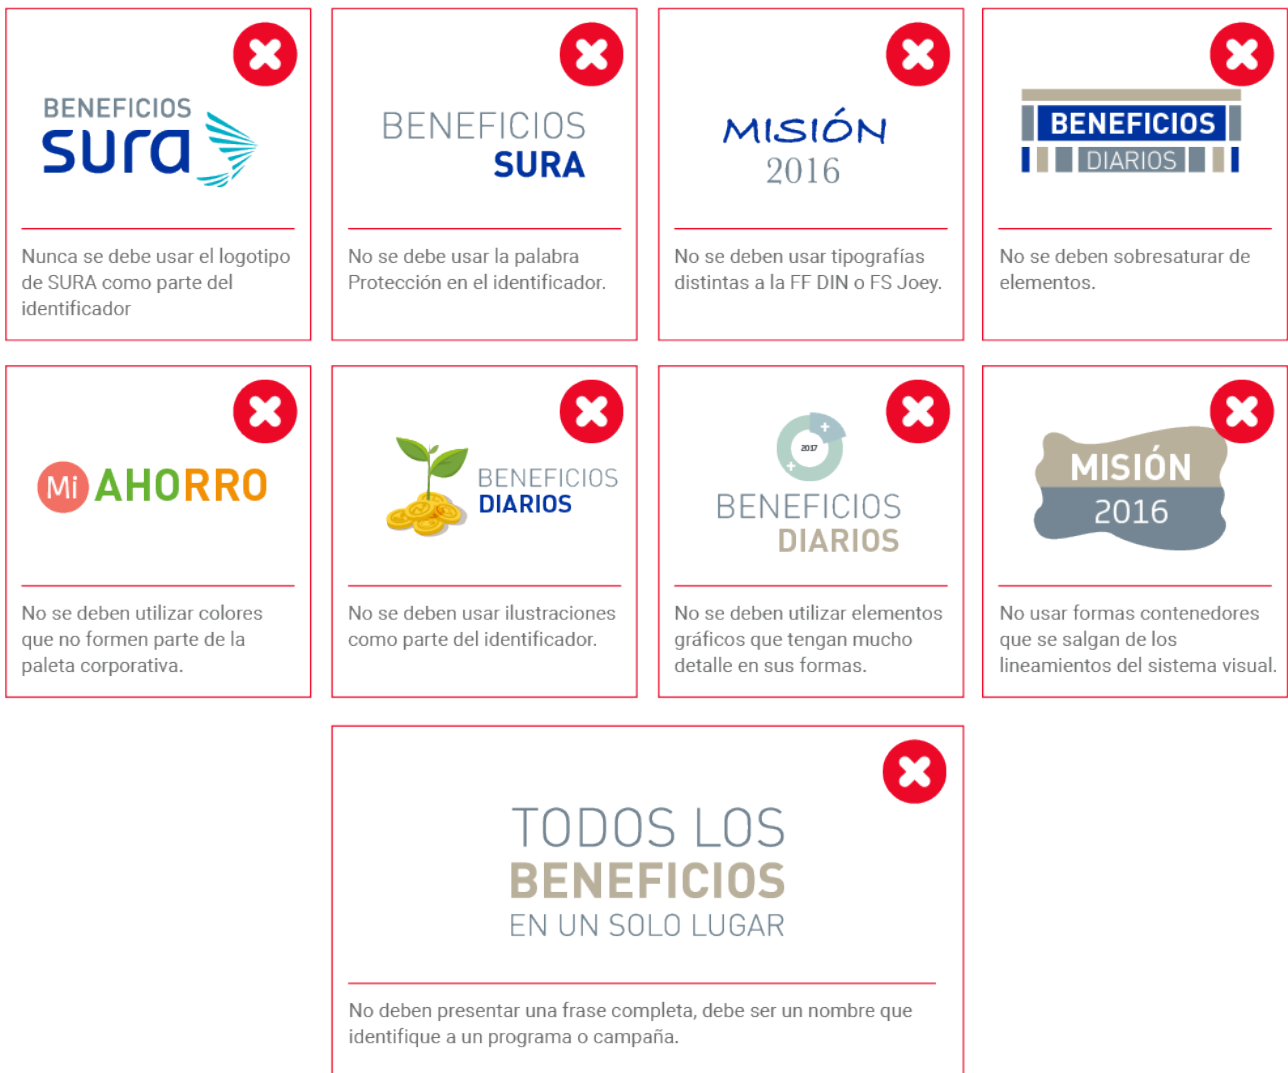 BENEFICIOS
sura
Nunca se debe usar el logotipo
de SURA como parte del
identificador
BENEFICIOS
SURA
No se debe usar la palabra
Protección en el identificador.
MISIÓN
2016
No se deben usar tipografías
distintas a la FF DIN o FS Joey.
BENEFICIOS
DIARIOS
No se deben sobresaturar de
elementos.
Mi AHORRO
No se deben utilizar colores
que no formen parte de la
paleta corporativa.
BENEFICIOS
DIARIOS
No se deben usar ilustraciones
como parte del identificador.
2017
BENEFICIOS
DIARIOS
No se deben utilizar elementos
gráficos que tengan mucho
detalle en sus formas.
MISIÓN
2016
No usar formas contenedores
que se salgan de los
lineamientos del sistema visual.
TODOS LOS
BENEFICIOS
EN UN SOLO LUGAR
No deben presentar una frase completa, debe ser un nombre que
identifique a un programa o campaña.